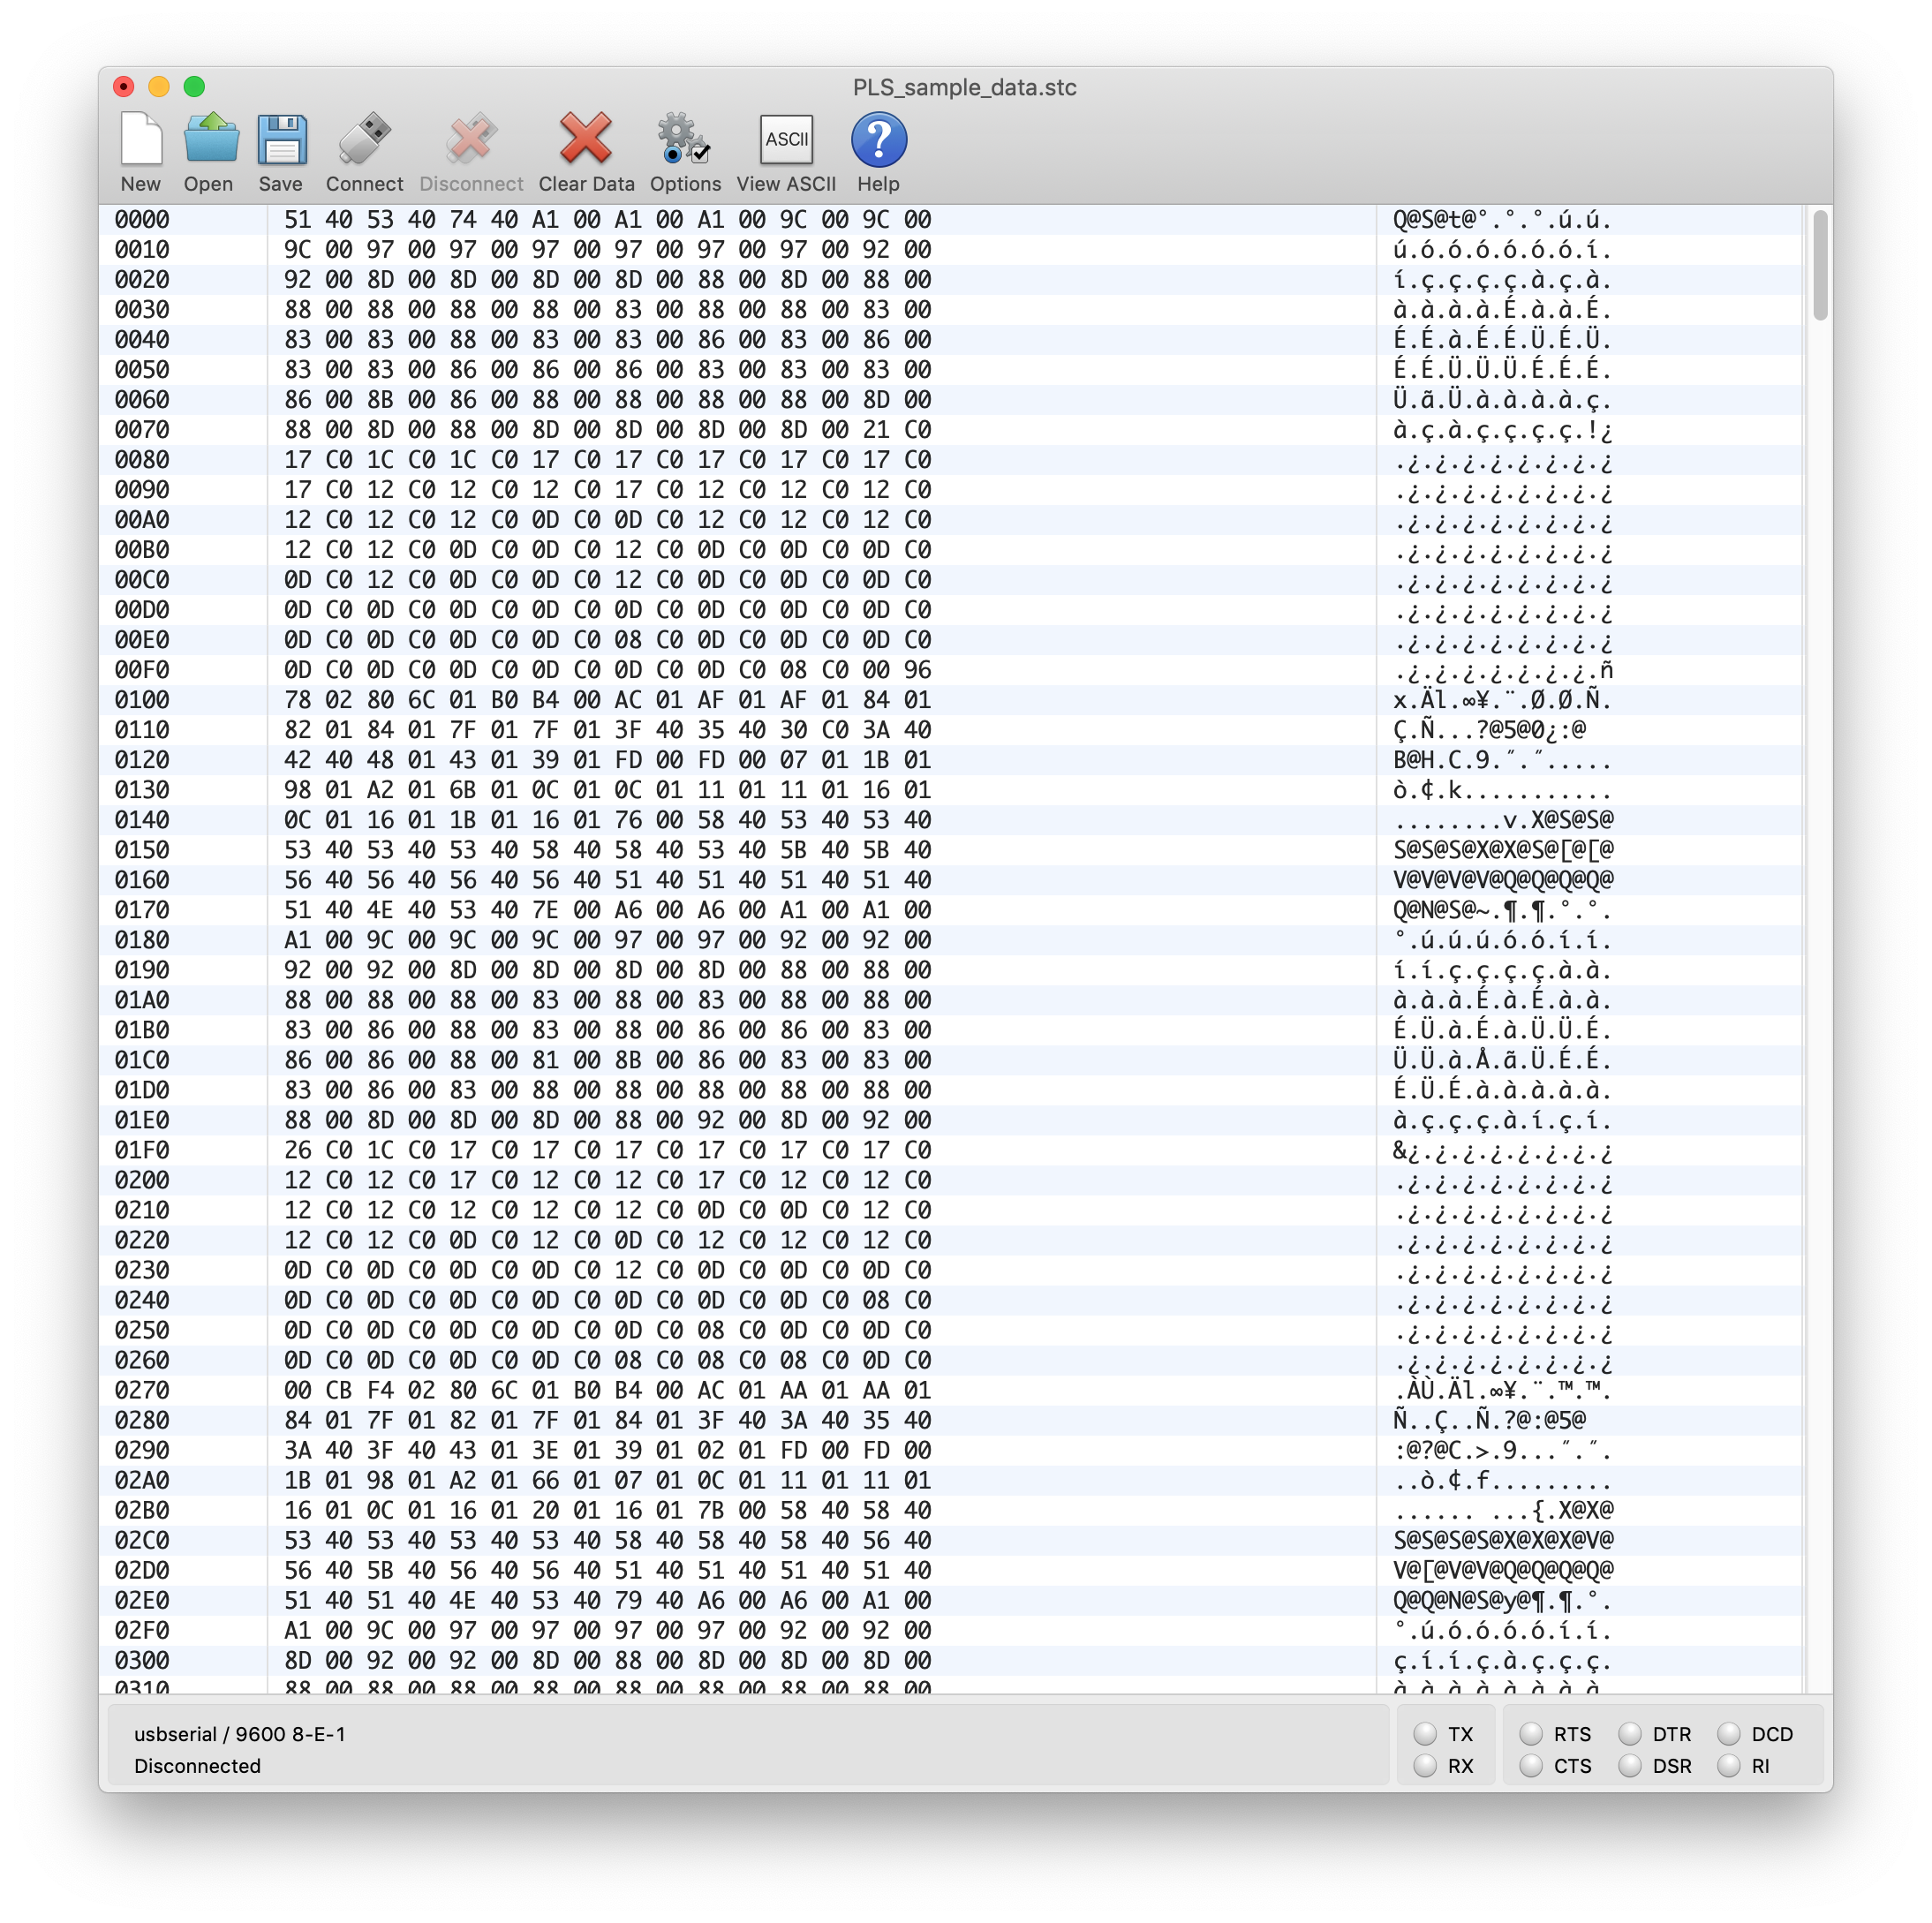 PLS_sample_data.stc
New Open Save Connect Disconnect Clear Data Options View ASCII Help
ASCII
0000 51 40 53 40 74 40 A1 00 A1 00 A1 00 9C 00 9C 00 Q@S@t@°.°.°.ú.ú.
0010 9C 00 97 00 97 00 97 00 97 00 97 00 97 00 92 00 ú.ó.ó.ó.ó.ó.ó.í.
0020 92 00 8D 00 8D 00 8D 00 8D 00 88 00 8D 00 88 00 í.ç.ç.ç.ç.à.ç.à.
0030 88 00 88 00 88 00 88 00 83 00 88 00 88 00 83 00 à.à.à.à.É.à.à.É.
0040 83 00 83 00 88 00 83 00 83 00 86 00 83 00 86 00 É.É.à.É.É.Ü.É.Ü.
0050 83 00 83 00 86 00 86 00 86 00 83 00 83 00 83 00 É.É.Ü.Ü.Ü.É.É.É.
0060 86 00 8B 00 86 00 88 00 88 00 88 00 88 00 8D 00 Ü.ã.Ü.à.à.à.à.ç.
0070 88 00 8D 00 88 00 8D 00 8D 00 8D 00 8D 00 21 C0 à.ç.à.ç.ç.ç.ç.!¿
0080 17 C0 1C C0 1C C0 17 C0 17 C0 17 C0 17 C0 17 C0 .¿.¿.¿.¿.¿.¿.¿.¿
0090 17 C0 12 C0 12 C0 12 C0 17 C0 12 C0 12 C0 12 C0 .¿.¿.¿.¿.¿.¿.¿.¿
00A0 12 C0 12 C0 12 C0 0D C0 0D C0 12 C0 12 C0 12 C0 .¿.¿.¿.¿.¿.¿.¿.¿
00B0 12 C0 12 C0 0D C0 0D C0 12 C0 0D C0 0D C0 0D C0 .¿.¿.¿.¿.¿.¿.¿.¿
00C0 0D C0 12 C0 0D C0 0D C0 12 C0 0D C0 0D C0 0D C0 .¿.¿.¿.¿.¿.¿.¿.¿
00D0 0D C0 0D C0 0D C0 0D C0 0D C0 0D C0 0D C0 0D C0 .¿.¿.¿.¿.¿.¿.¿.¿
00E0 0D C0 0D C0 0D C0 0D C0 08 C0 0D C0 0D C0 0D C0 .¿.¿.¿.¿.¿.¿.¿.¿
00F0 0D C0 0D C0 0D C0 0D C0 0D C0 0D C0 08 C0 00 96 .¿.¿.¿.¿.¿.¿.¿.ñ
0100 78 02 80 6C 01 B0 B4 00 AC 01 AF 01 AF 01 84 01 x.Äl.∞¥.¨.Ø.Ø.Ñ.
0110 82 01 84 01 7F 01 7F 01 3F 40 35 40 30 C0 3A 40 Ç.Ñ...?@5@0¿:@
0120 42 40 48 01 43 01 39 01 FD 00 FD 00 07 01 1B 01 B@H.C.9.˝.˝.....
0130 98 01 A2 01 6B 01 0C 01 0C 01 11 01 11 01 16 01 ò.¢.k...........
0140 0C 01 16 01 1B 01 16 01 76 00 58 40 53 40 53 40 ........v.X@S@S@
0150 53 40 53 40 53 40 58 40 58 40 53 40 5B 40 5B 40 S@S@S@X@X@S@[@[@
0160 56 40 56 40 56 40 56 40 51 40 51 40 51 40 51 40 V@V@V@V@Q@Q@Q@Q@
0170 51 40 4E 40 53 40 7E 00 A6 00 A6 00 A1 00 A1 00 Q@N@S@~.¶.¶.°.°.
0180 A1 00 9C 00 9C 00 9C 00 97 00 97 00 92 00 92 00 °.ú.ú.ú.ó.ó.í.í.
0190 92 00 92 00 8D 00 8D 00 8D 00 8D 00 88 00 88 00 í.í.ç.ç.ç.ç.à.à.
01A0 88 00 88 00 88 00 83 00 88 00 83 00 88 00 88 00 à.à.à.É.à.É.à.à.
01B0 83 00 86 00 88 00 83 00 88 00 86 00 86 00 83 00 É.Ü.à.É.à.Ü.Ü.É.
01C0 86 00 86 00 88 00 81 00 8B 00 86 00 83 00 83 00 Ü.Ü.à.Å.ã.Ü.É.É.
01D0 83 00 86 00 83 00 88 00 88 00 88 00 88 00 88 00 É.Ü.É.à.à.à.à.à.
01E0 88 00 8D 00 8D 00 8D 00 88 00 92 00 8D 00 92 00 à.ç.ç.ç.à.í.ç.í.
01F0 26 C0 1C C0 17 C0 17 C0 17 C0 17 C0 17 C0 17 C0 &¿.¿.¿.¿.¿.¿.¿.¿
0200 12 C0 12 C0 17 C0 12 C0 12 C0 17 C0 12 C0 12 C0 .¿.¿.¿.¿.¿.¿.¿.¿
0210 12 C0 12 C0 12 C0 12 C0 12 C0 0D C0 0D C0 12 C0 .¿.¿.¿.¿.¿.¿.¿.¿
0220 12 C0 12 C0 0D C0 12 C0 0D C0 12 C0 12 C0 12 C0 .¿.¿.¿.¿.¿.¿.¿.¿
0230 0D C0 0D C0 0D C0 0D C0 12 C0 0D C0 0D C0 0D C0 .¿.¿.¿.¿.¿.¿.¿.¿
0240 0D C0 0D C0 0D C0 0D C0 0D C0 0D C0 0D C0 08 C0 .¿.¿.¿.¿.¿.¿.¿.¿
0250 0D C0 0D C0 0D C0 0D C0 0D C0 08 C0 0D C0 0D C0 .¿.¿.¿.¿.¿.¿.¿.¿
0260 0D C0 0D C0 0D C0 0D C0 08 C0 08 C0 08 C0 0D C0 .¿.¿.¿.¿.¿.¿.¿.¿
0270 00 CB F4 02 80 6C 01 B0 B4 00 AC 01 AA 01 AA 01 .ÀÙ.Äl.∞¥.¨.™.™.
0280 84 01 7F 01 82 01 7F 01 84 01 3F 40 3A 40 35 40 Ñ..Ç..Ñ.?@:@5@
0290 3A 40 3F 40 43 01 3E 01 39 01 02 01 FD 00 FD 00 :@?@C.>.9...˝.˝.
02A0 1B 01 98 01 A2 01 66 01 07 01 0C 01 11 01 11 01 ..ò.¢.f.........
02B0 16 01 0C 01 16 01 20 01 16 01 7B 00 58 40 58 40 ...... ...{.X@X@
02C0 53 40 53 40 53 40 53 40 58 40 58 40 58 40 56 40 S@S@S@S@X@X@X@V@
02D0 56 40 5B 40 56 40 56 40 51 40 51 40 51 40 51 40 V@[@V@V@Q@Q@Q@Q@
02E0 51 40 51 40 4E 40 53 40 79 40 A6 00 A6 00 A1 00 Q@Q@N@S@y@¶.¶.°.
02F0 A1 00 9C 00 97 00 97 00 97 00 97 00 92 00 92 00 °.ú.ó.ó.ó.ó.í.í.
0300 8D 00 92 00 92 00 8D 00 88 00 8D 00 8D 00 8D 00 ç.í.í.ç.à.ç.ç.ç.
0310 88 00 88 00 88 00 88 00 88 00 88 00 88 00 88 00 à.à.à.à.à.à.à.à.
usbserial / 9600 8-E-1
Disconnected
TX RTS DTR DCD
RX CTS DSR RI